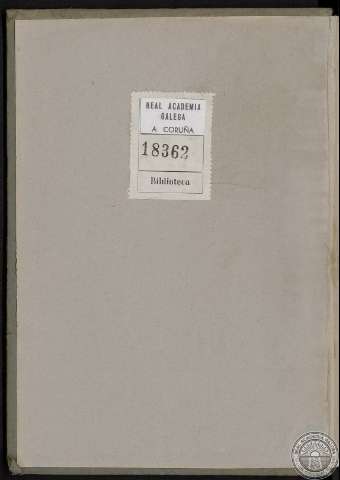 REAL ACADEMIA
GALEGA
A CORUÑA
18362
Biblioteca